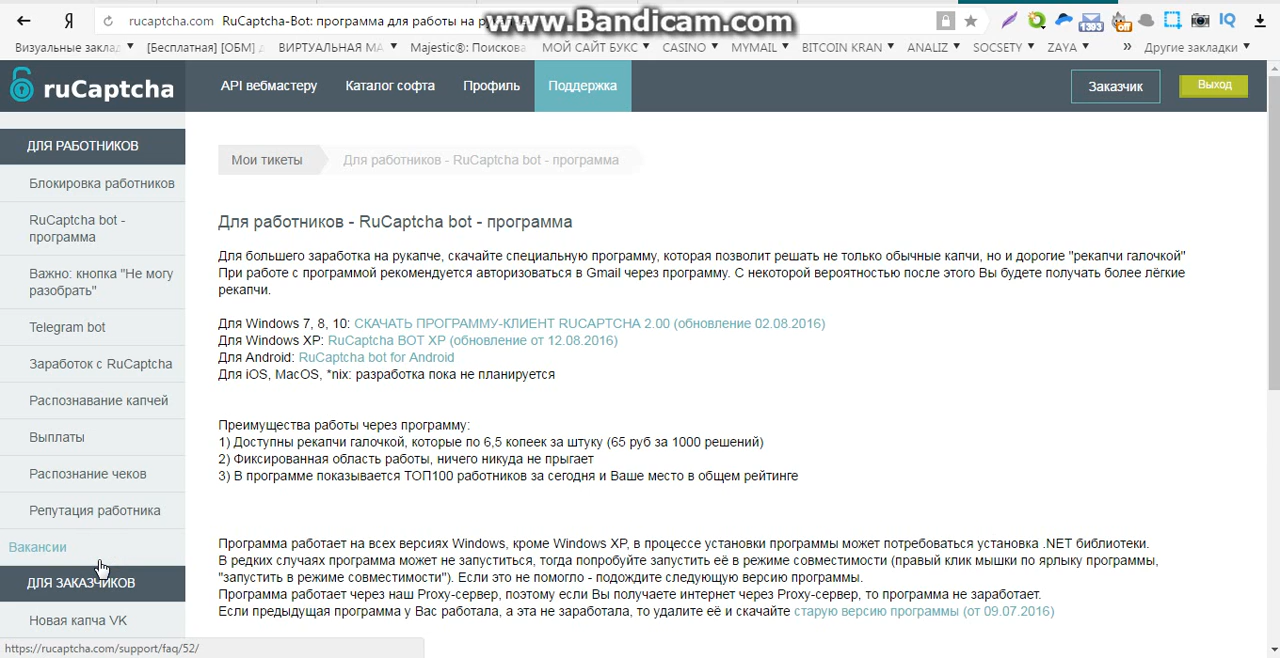 Я
rucaptcha.com RuCaptcha-Bot: программа для работы на
www.Bandicam.com
1393
off
IQ
Визуальные заклад
[Бесплатная] [ОБМ]
ВИРТУАЛЬНАЯ МА
Majestic®: Поискова
МОЙ САЙТ БУКС
CASINO
MYMAIL
BITCOIN KRAN
ANALIZ
SOCSETY
ZAYA
»
Другие закладки
ruCaptcha
API вебмастеру
Каталог софта
Профиль
Поддержка
Заказчик
Выход
ДЛЯ РАБОТНИКОВ
Блокировка работников
RuCaptcha bot -
программа
Важно: кнопка "Не могу
разобрать"
Telegram bot
Заработок с RuCaptcha
Распознавание капчей
Выплаты
Распознание чеков
Репутация работника
Вакансии
ДЛЯ ЗАКАЗЧИКОВ
Новая капча VK
https://rucaptcha.com/support/faq/52/
Мои тикеты
Для работников - RuCaptcha bot - программа
Для работников - RuCaptcha bot - программа
Для большего заработка на рукапче, скачайте специальную программу, которая позволит решать не только обычные капчи, но и дорогие "рекапчи галочкой"
При работе с программой рекомендуется авторизоваться в Gmail через программу. С некоторой вероятностью после этого Вы будете получать более лёгкие
рекапчи.
Для Windows 7, 8, 10: СКАЧАТЬ ПРОГРАММУ-КЛИЕНТ RUCAPTCHA 2.00 (обновление 02.08.2016)
Для Windows XP: RuCaptcha BOT XP (обновление от 12.08.2016)
Для Android: RuCaptcha bot for Android
Для iOS, MacOS, *nix: разработка пока не планируется
Преимущества работы через программу:
1) Доступны рекапчи галочкой, которые по 6,5 копеек за штуку (65 руб за 1000 решений)
2) Фиксированная область работы, ничего никуда не прыгает
3) В программе показывается ТОП100 работников за сегодня и Ваше место в общем рейтинге
Программа работает на всех версиях Windows, кроме Windows XP, в процессе установки программы может потребоваться установка .NET библиотеки.
В редких случаях программа может не запуститься, тогда попробуйте запустить её в режиме совместимости (правый клик мышки по ярлыку программы,
"запустить в режиме совместимости"). Если это не помогло - подождите следующую версию программы.
Программа работает через наш Proxy-сервер, поэтому если Вы получаете интернет через Proxy-сервер, то программа не заработает.
Если предыдущая программа у Вас работала, а эта не заработала, то удалите её и скачайте старую версию программы (от 09.07.2016)